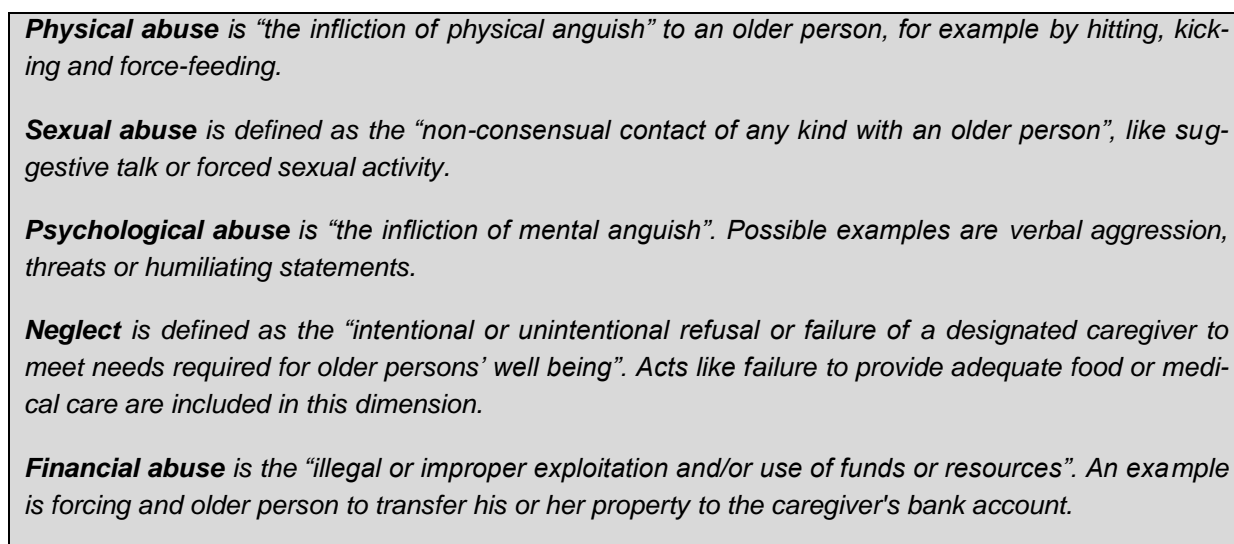 Physical abuse is “the infliction of physical anguish” to an older person, for example by hitting, kick-
ing and force-feeding.
Sexual abuse is defined as the “non-consensual contact of any kind with an older person”, like sug-
gestive talk or forced sexual activity.
Psychological abuse is “the infliction of mental anguish”. Possible examples are verbal aggression,
threats or humiliating statements.
Neglect is defined as the “intentional or unintentional refusal or failure of a designated caregiver to
meet needs required for older persons’ well being”. Acts like failure to provide adequate food or medi-
cal care are included in this dimension.
Financial abuse is the “illegal or improper exploitation and/or use of funds or resources”. An example
is forcing and older person to transfer his or her property to the caregiver's bank account.